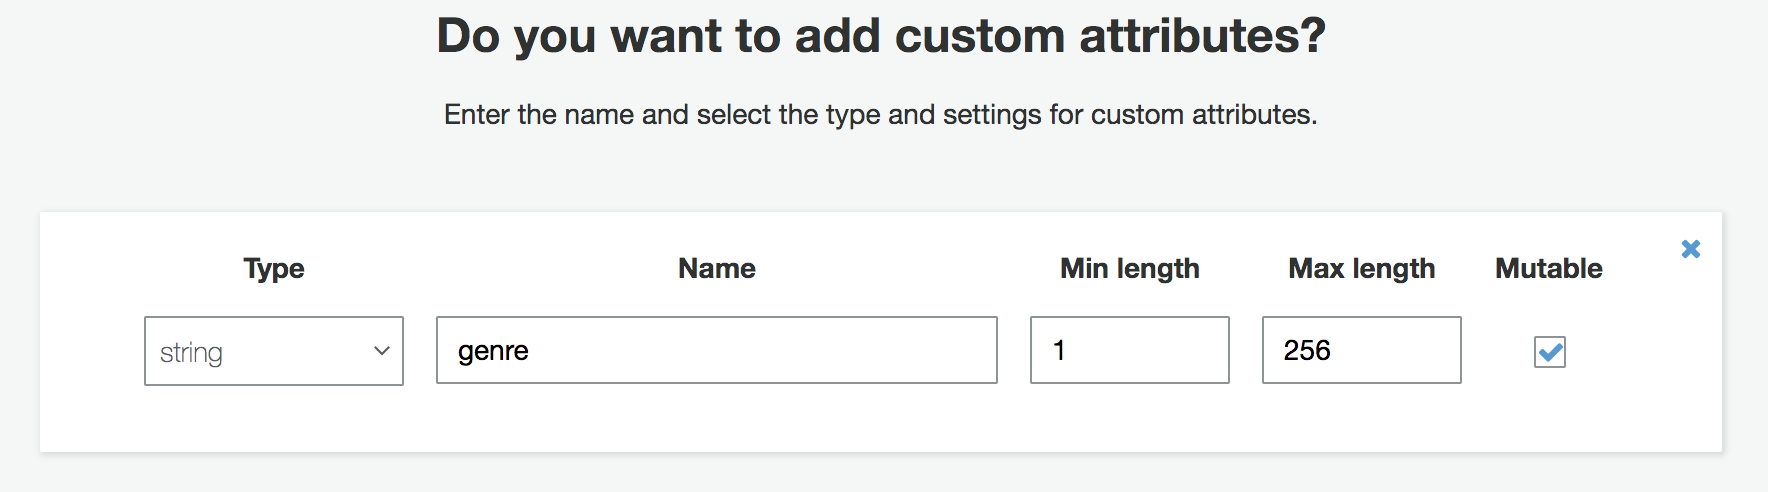 Do you want to add custom attributes?
Enter the name and select the type and settings for custom attributes.
Type Name Min length Max length Mutable
string genre 1 256